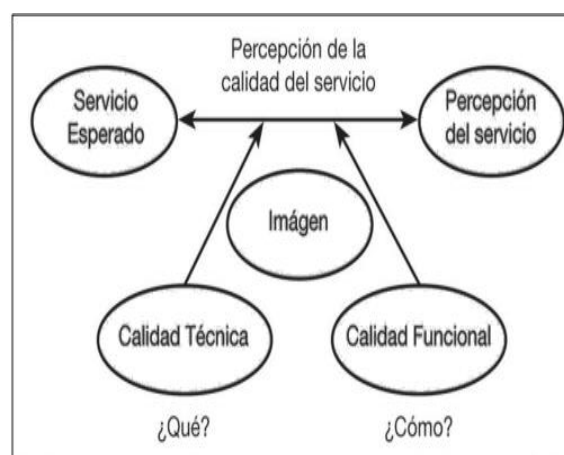 Percepción de la
calidad del servicio
Servicio
Esperado
Percepción
del servicio
Imágen
Calidad Técnica
Calidad Funcional
¿Qué?
¿Cómo?